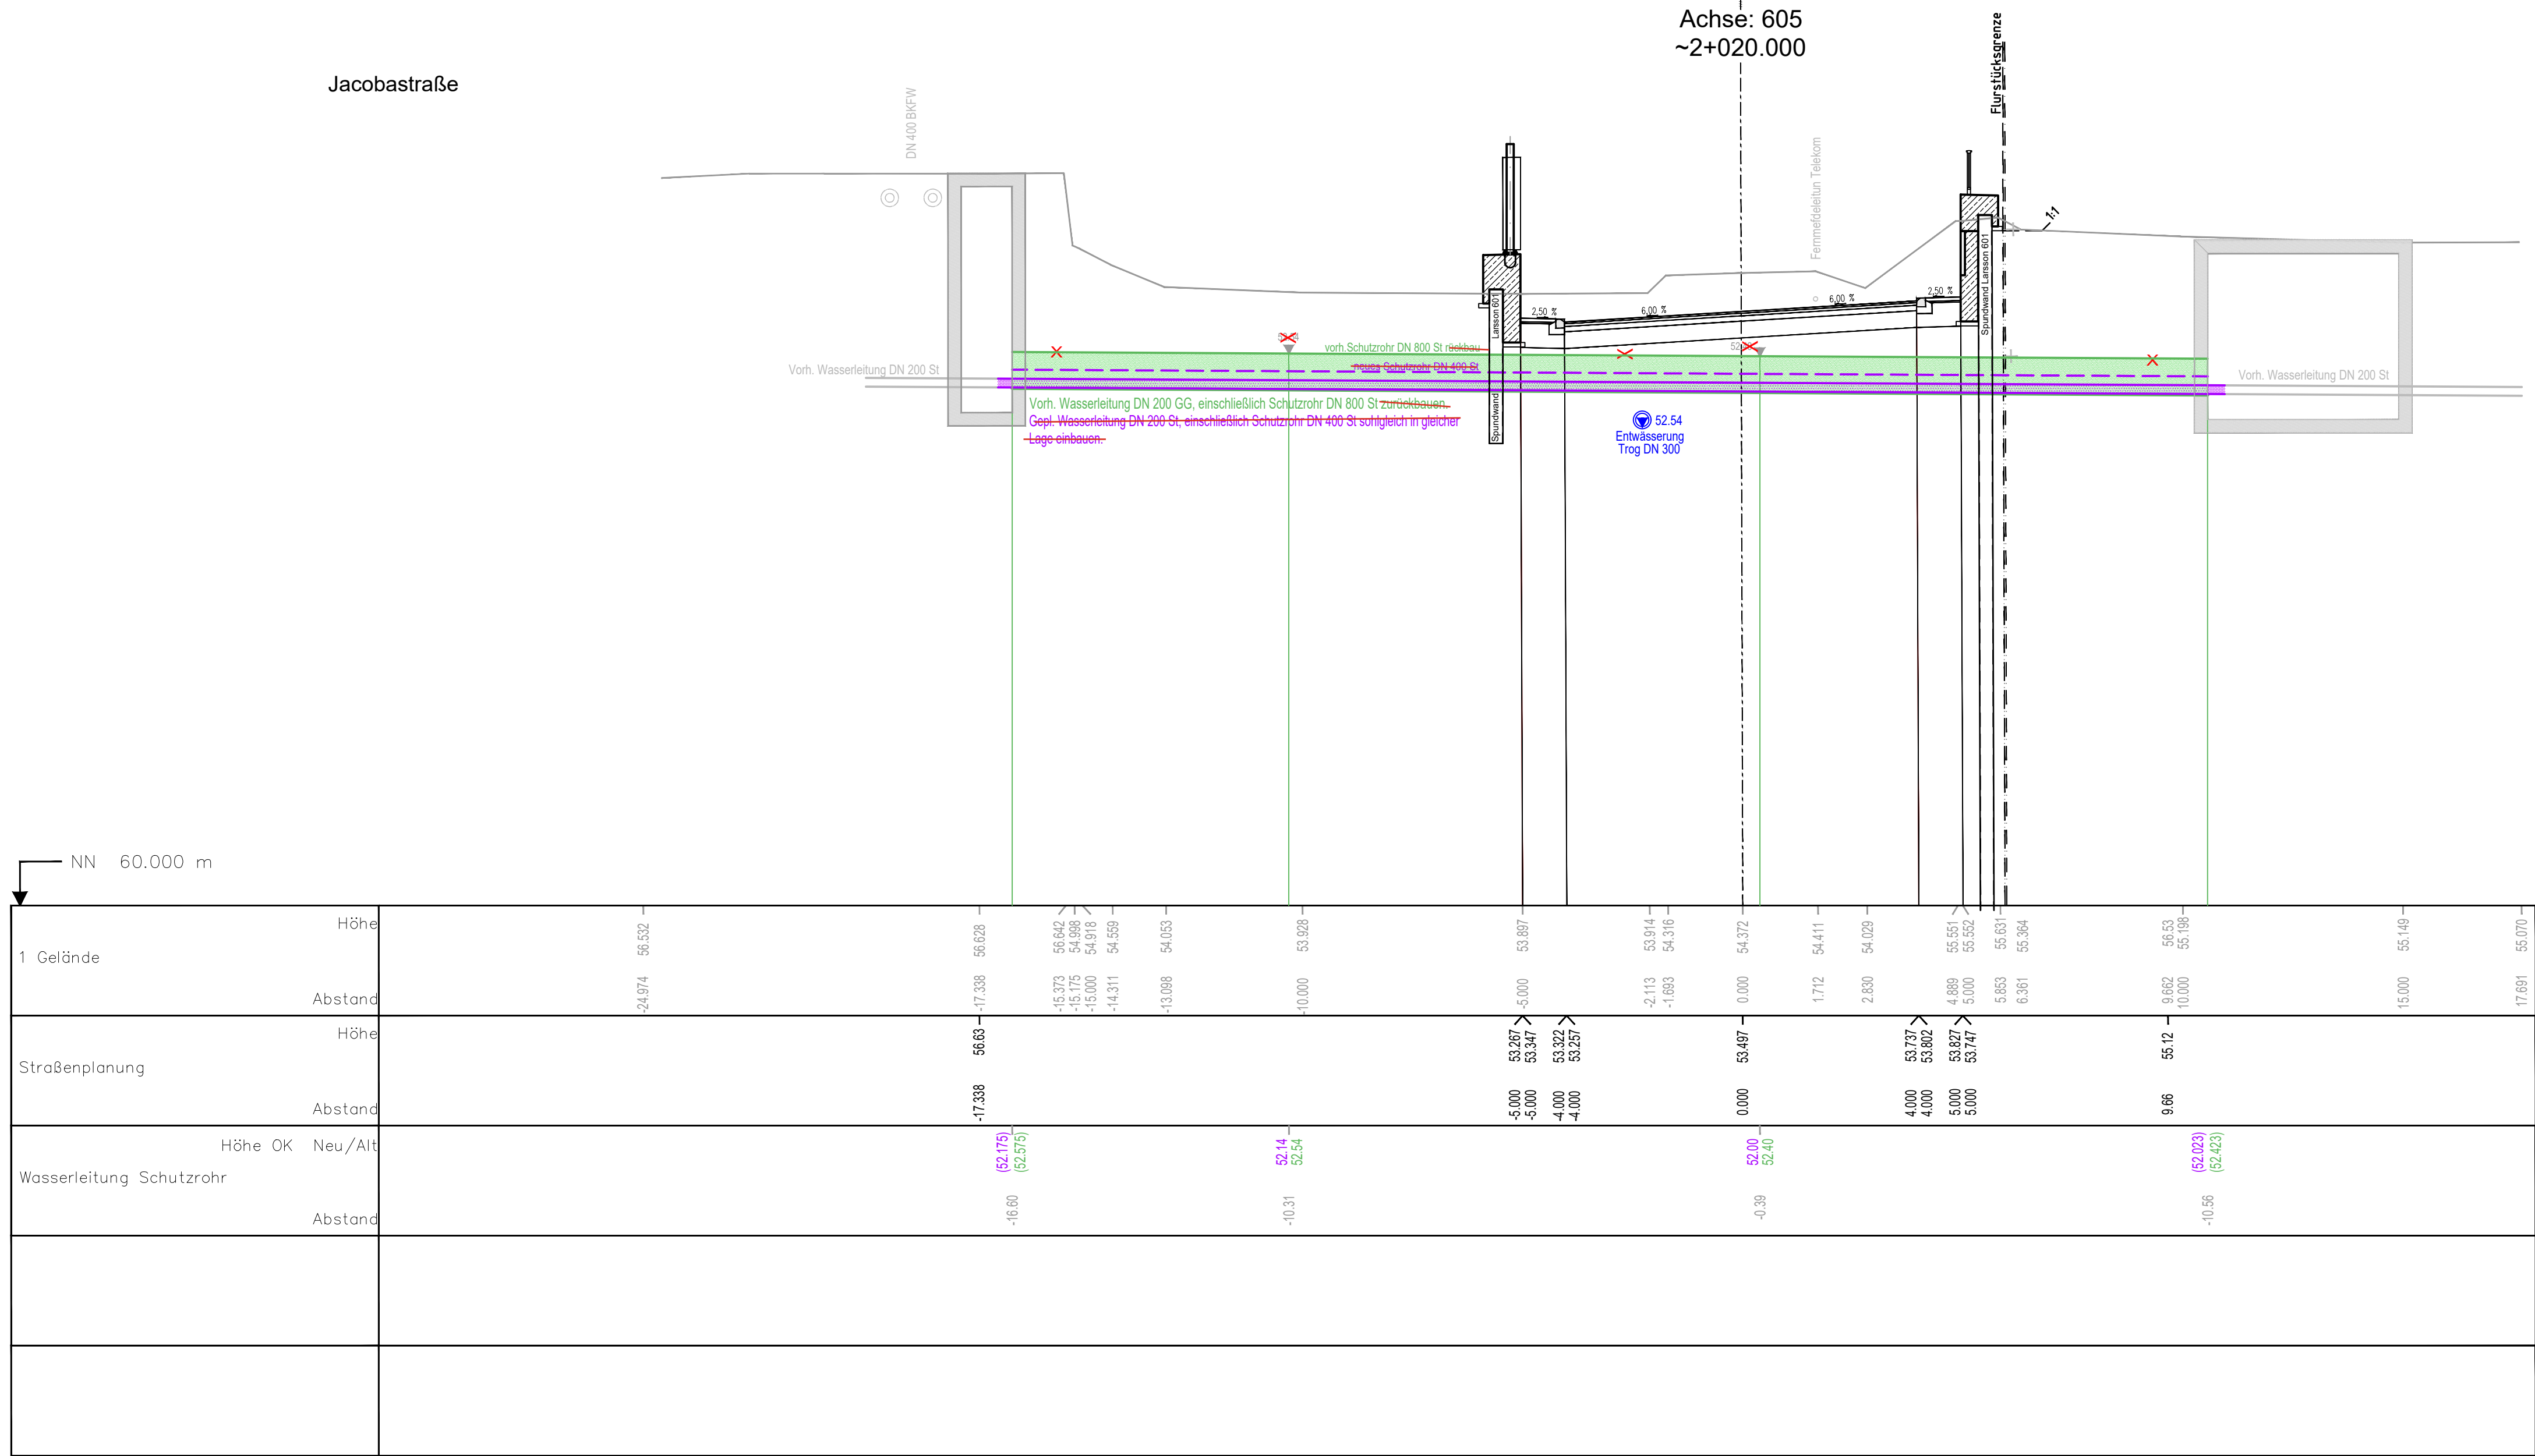 Achse: 605
~2+020.000
Flurstücksgrenze
Jacobastraße
DN 400 BKFW
Fernmefdeleitun Telekom
1:1
Spundwand Larsson 601
Spundwand Larsson 601
2,50 %
6,00 %
6,00 %
2,50 %
vorh.Schutzrohr DN 800 St rückbau
neues Schutzrohr DN 400 St
Vorh. Wasserleitung DN 200 St
Vorh. Wasserleitung DN 200 St
Vorh. Wasserleitung DN 200 GG, einschließlich Schutzrohr DN 800 St zurückbauen.
Gepl. Wasserleitung DN 200 St, einschließlich Schutzrohr DN 400 St sohlgleich in gleicher
Lage einbauen.
52.54
Entwässerung
Trog DN 300
NN 60.000 m
1 Gelände
Höhe
56.532 56.628 56.642 54.998 54.918 54.559 54.053 53.928 53.897 53.914 54.316 54.372 54.411 54.029 55.551 55.552 55.631 55.364 56.53 55.198 55.149 55.070
Abstand
-24.974 -17.338 -15.373 -15.175 -15.000 -14.311 -13.098 -10.000 -5.000 -2.113 -1.693 0.000 1.712 2.830 4.889 5.000 5.853 6.361 9.662 10.000 15.000 17.691
Straßenplanung
Höhe
56.63 53.267 53.347 53.322 53.257 53.497 53.737 53.802 53.827 53.747 55.12
Abstand
-17.338 -5.000 -5.000 -4.000 -4.000 0.000 4.000 4.000 5.000 5.000 9.66
Wasserleitung Schutzrohr
Höhe OK Neu/Alt
(52.175) (52.575) 52.14 52.54 52.00 52.40 (52.023) (52.423)
Abstand
-16.60 -10.31 -0.39 -10.56